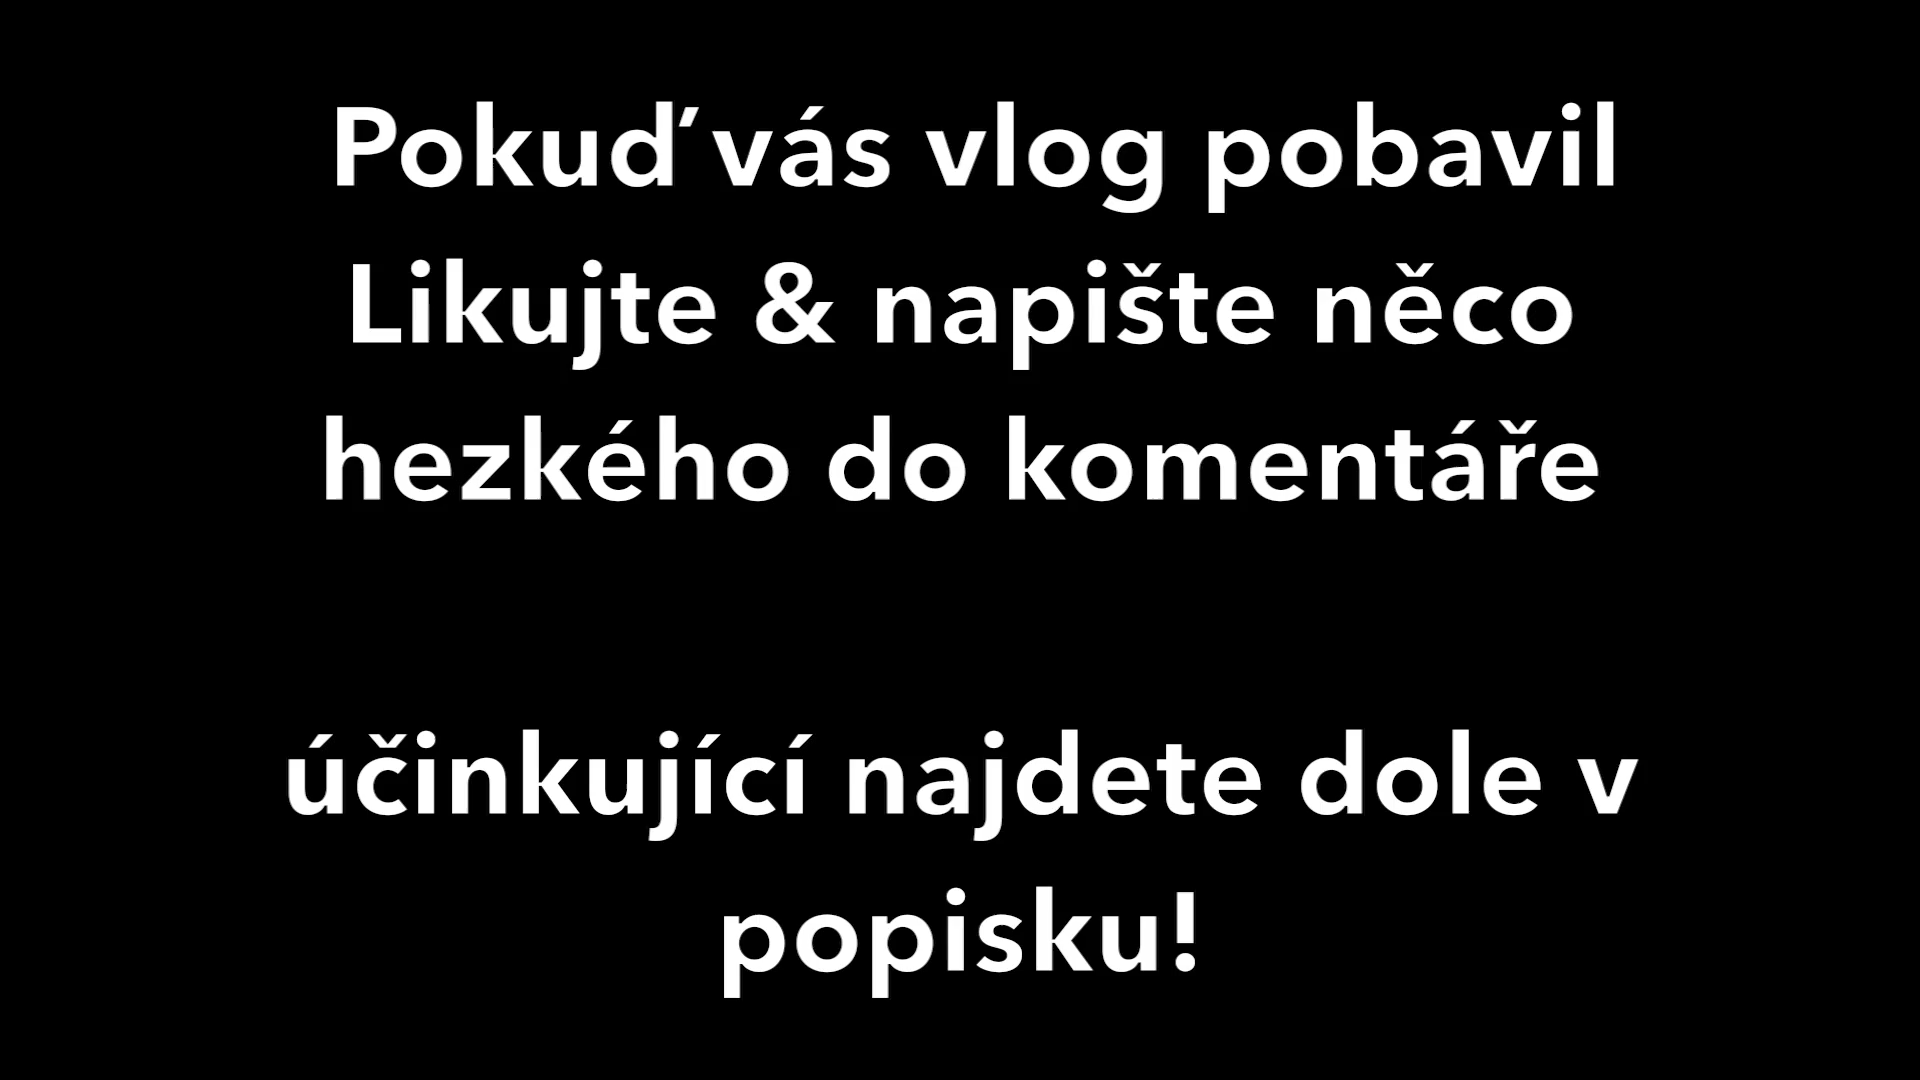 Pokuď vás vlog pobavil
Likujte & napište něco
hezkého do komentáře
účinkující najdete dole v
popisku!